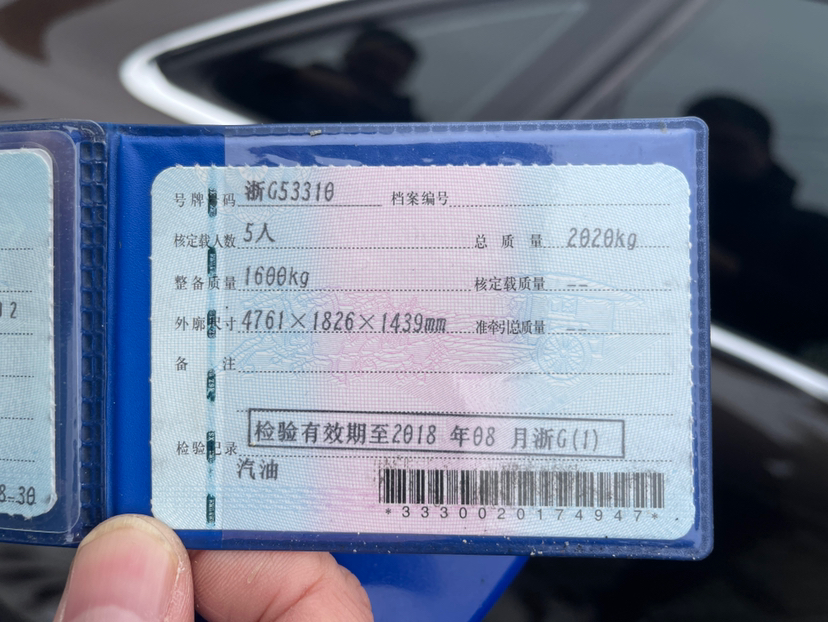 号牌号码 浙G53310 档案编号
核定载人数 5人 总质量 2020kg
整备质量 1600kg 核定载质量 --
外廓尺寸 4761×1826×1439mm 准牵引总质量 --
备注
检验有效期至2018 年08 月浙G(1)
检验记录
汽油
*3330020174947*
8-30